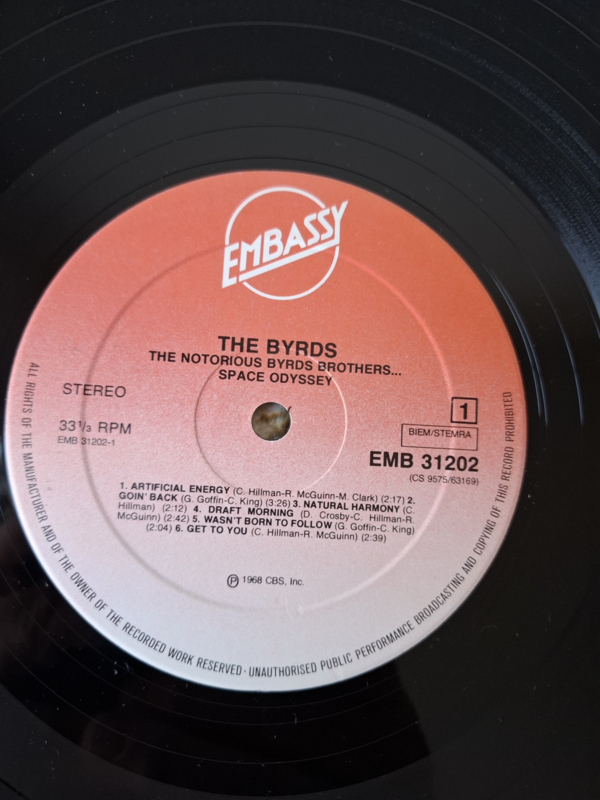 EMBASSY
THE BYRDS
THE NOTORIOUS BYRDS BROTHERS...
SPACE ODYSSEY
STEREO
33⅓ RPM
EMB 31202-1
1
BIEM/STEMRA
EMB 31202
(CS 9575/63169)
1. ARTIFICIAL ENERGY (C. Hillman-R. McGuinn-M. Clark) (2:17) 2.
GOIN' BACK (G. Goffin-C. King) (3:26) 3. NATURAL HARMONY (C.
Hillman) (2:12) 4. DRAFT MORNING (D. Crosby-C. Hillman-R.
McGuinn) (2:42) 5. WASN'T BORN TO FOLLOW (G. Goffin-C. King)
(2:04) 6. GET TO YOU (C. Hillman-R. McGuinn) (2:39)
℗ 1968 CBS, Inc.
ALL RIGHTS OF THE MANUFACTURER AND OF THE OWNER OF THE RECORDED WORK RESERVED · UNAUTHORISED PUBLIC PERFORMANCE BROADCASTING AND COPYING OF THIS RECORD PROHIBITED